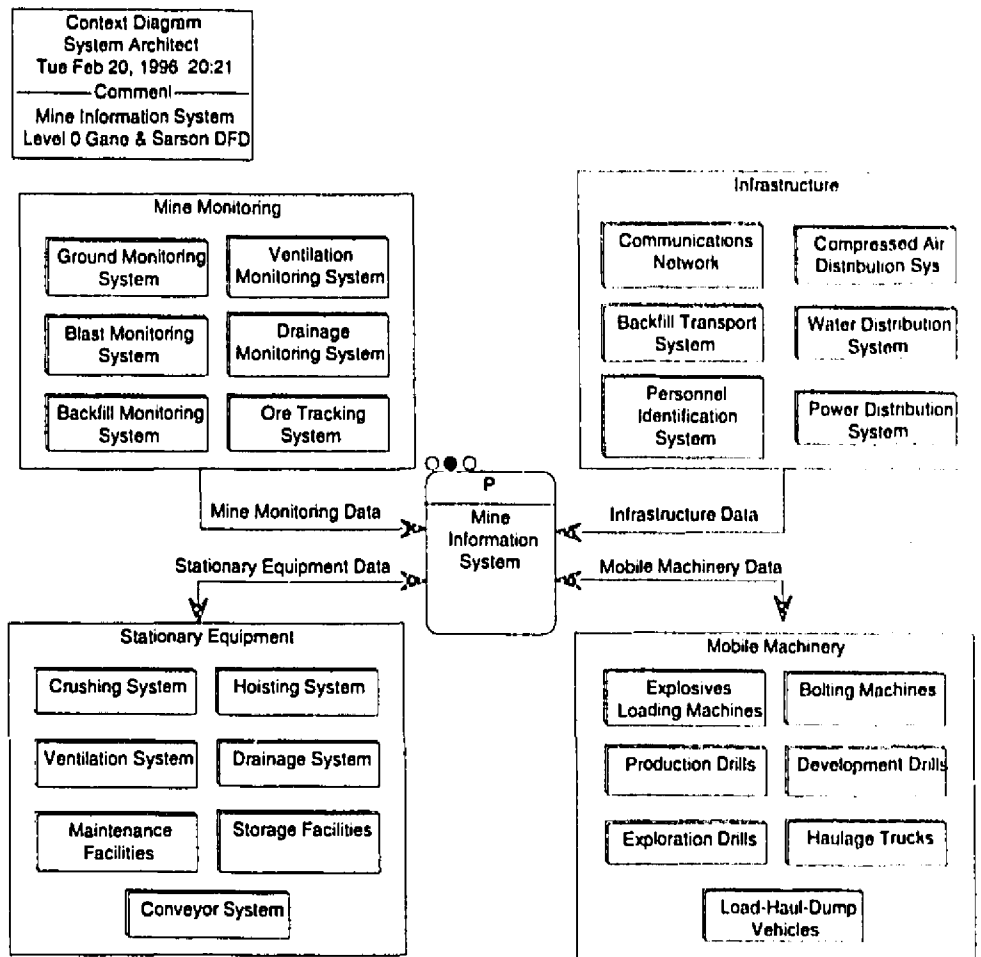 Context Diagram
System Architect
Tue Feb 20, 1996 20:21
Comment
Mine Information System
Level 0 Gane & Sarson DFD
Mine Monitoring
Ground Monitoring
System
Ventilation
Monitoring System
Blast Monitoring
System
Drainage
Monitoring System
Backfill Monitoring
System
Ore Tracking
System
Infrastructure
Communications
Network
Compressed Air
Distribution Sys
Backfill Transport
System
Water Distribution
System
Personnel
Identification
System
Power Distribution
System
P
Mine
Information
System
Mine Monitoring Data
Infrastructure Data
Stationary Equipment Data
Mobile Machinery Data
Stationary Equipment
Crushing System
Hoisting System
Ventilation System
Drainage System
Maintenance
Facilities
Storage Facilities
Conveyor System
Mobile Machinery
Explosives
Loading Machines
Bolting Machines
Production Drills
Development Drills
Exploration Drills
Haulage Trucks
Load-Haul-Dump
Vehicles